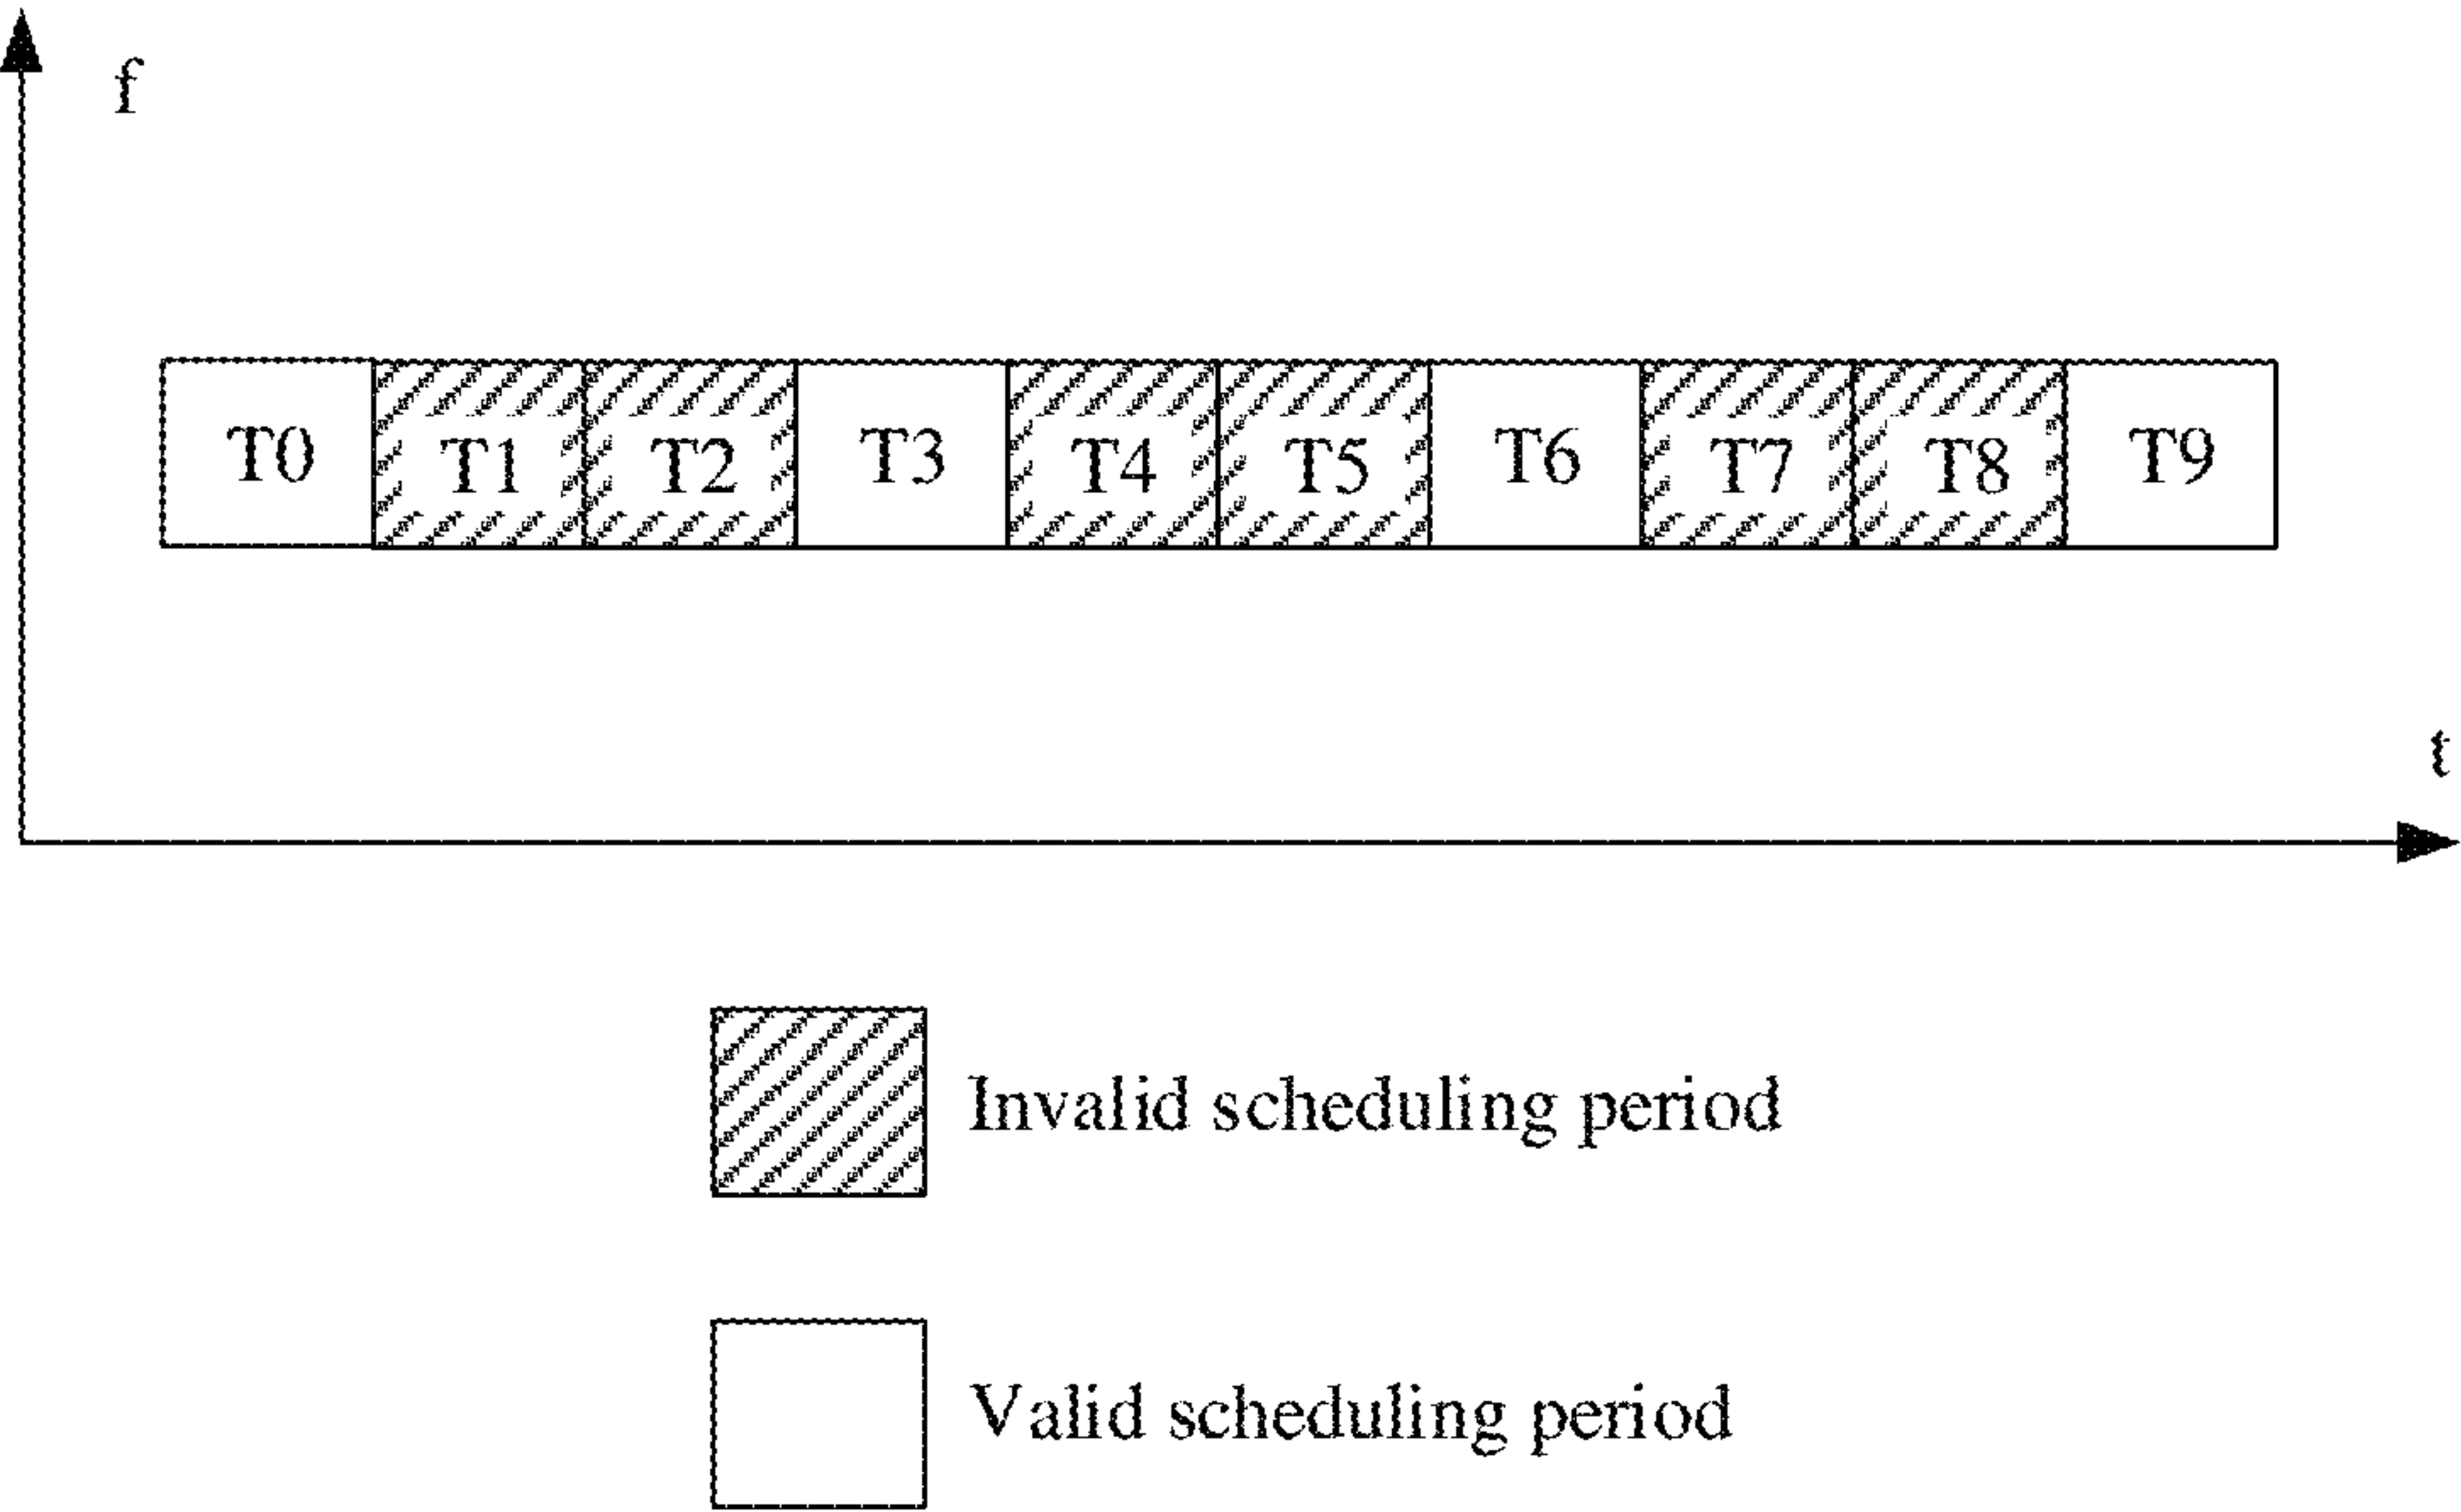 f
T0 T1 T2 T3 T4 T5 T6 T7 T8 T9
t
Invalid scheduling period
Valid scheduling period